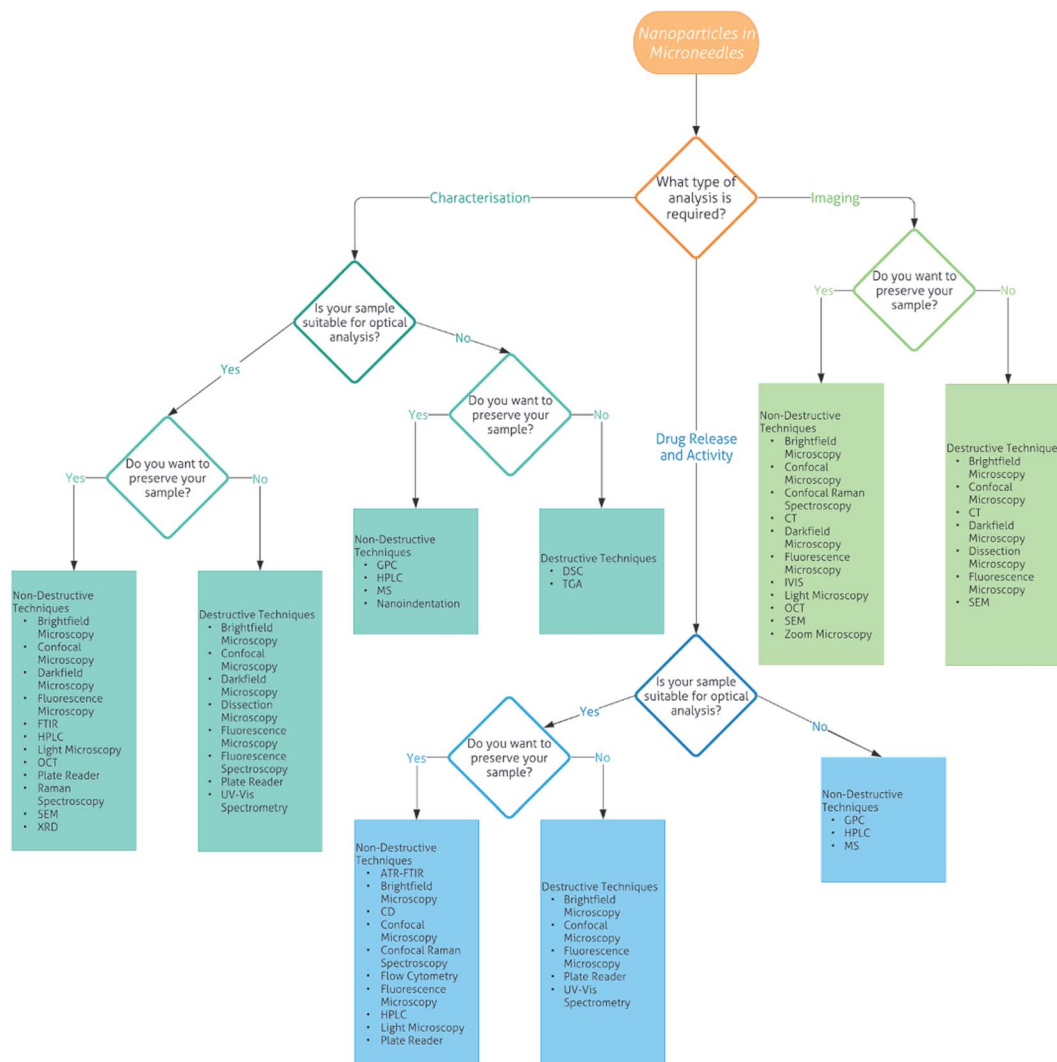 Nanoparticles in
Microneedles
What type of
analysis is
required?
Characterisation
Imaging
Drug Release
and Activity
Is your sample
suitable for optical
analysis?
Yes
No
Do you want to
preserve your
sample?
Yes
No
Non-Destructive
Techniques
• Brightfield
Microscopy
• Confocal
Microscopy
• Darkfield
Microscopy
• Fluorescence
Microscopy
• FTIR
• HPLC
• Light Microscopy
• OCT
• Plate Reader
• Raman
Spectroscopy
• SEM
• XRD
Destructive Techniques
• Brightfield
Microscopy
• Confocal
Microscopy
• Darkfield
Microscopy
• Dissection
Microscopy
• Fluorescence
Microscopy
• Fluorescence
Spectroscopy
• Plate Reader
• UV-Vis
Spectrometry
Do you want to
preserve your
sample?
Yes
No
Non-Destructive
Techniques
• GPC
• HPLC
• MS
• Nanoindentation
Destructive Techniques
• DSC
• TGA
Do you want to
preserve your
sample?
Yes
No
Non-Destructive
Techniques
• Brightfield
Microscopy
• Confocal
Microscopy
• Confocal Raman
Spectroscopy
• CT
• Darkfield
Microscopy
• Fluorescence
Microscopy
• IVIS
• Light Microscopy
• OCT
• SEM
• Zoom Microscopy
Destructive Technique
• Brightfield
Microscopy
• Confocal
Microscopy
• CT
• Darkfield
Microscopy
• Dissection
Microscopy
• Fluorescence
Microscopy
• SEM
Is your sample
suitable for optical
analysis?
Yes
No
Do you want to
preserve your
sample?
Yes
No
Non-Destructive
Techniques
• ATR-FTIR
• Brightfield
Microscopy
• CD
• Confocal
Microscopy
• Confocal Raman
Spectroscopy
• Flow Cytometry
• Fluorescence
Microscopy
• HPLC
• Light Microscopy
• Plate Reader
Destructive Techniques
• Brightfield
Microscopy
• Confocal
Microscopy
• Fluorescence
Microscopy
• Plate Reader
• UV-Vis
Spectrometry
Non-Destructive
Techniques
• GPC
• HPLC
• MS